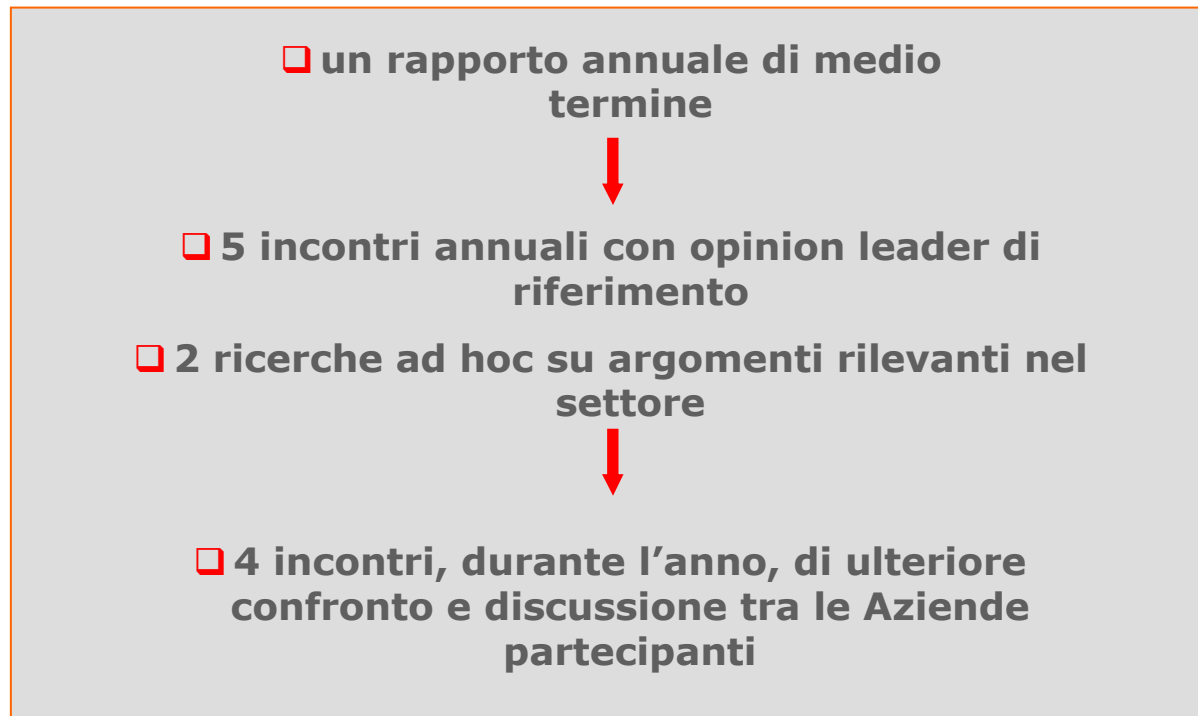 ❑ un rapporto annuale di medio
termine
❑ 5 incontri annuali con opinion leader di
riferimento
❑ 2 ricerche ad hoc su argomenti rilevanti nel
settore
❑ 4 incontri, durante l’anno, di ulteriore
confronto e discussione tra le Aziende
partecipanti